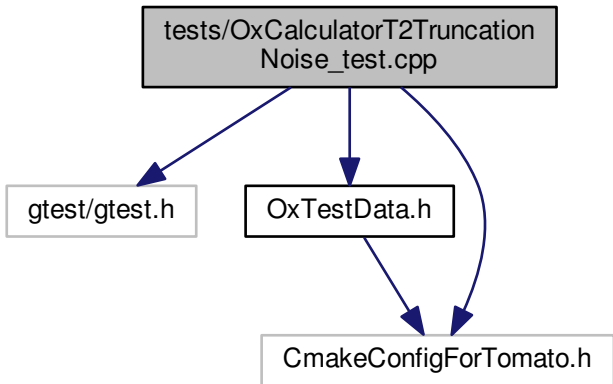 tests/OxCalculatorT2Truncation
Noise_test.cpp
gtest/gtest.h
OxTestData.h
CmakeConfigForTomato.h